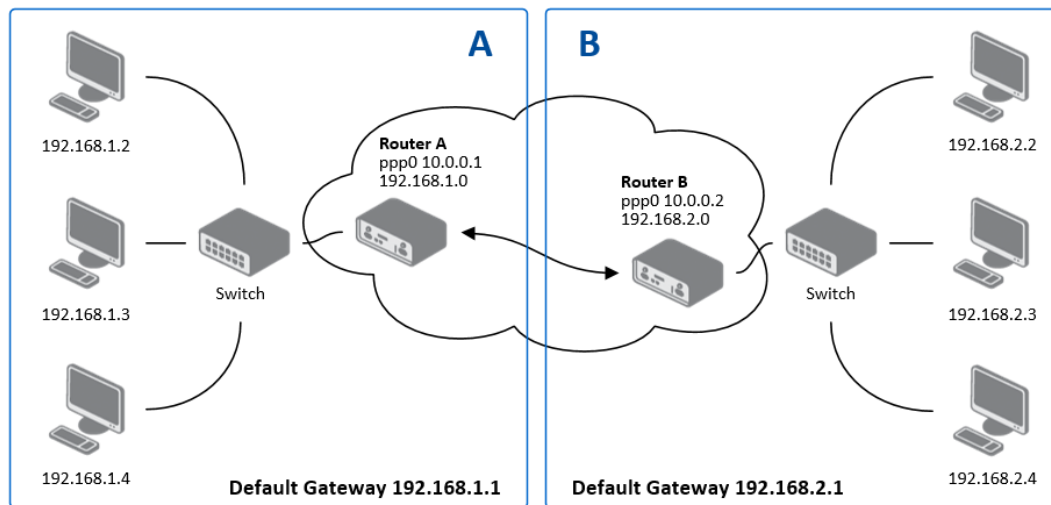 A
B
192.168.1.2
192.168.2.2
Router A
ppp0 10.0.0.1
192.168.1.0
Router B
ppp0 10.0.0.2
192.168.2.0
Switch
Switch
192.168.1.3
192.168.2.3
192.168.1.4
192.168.2.4
Default Gateway 192.168.1.1
Default Gateway 192.168.2.1